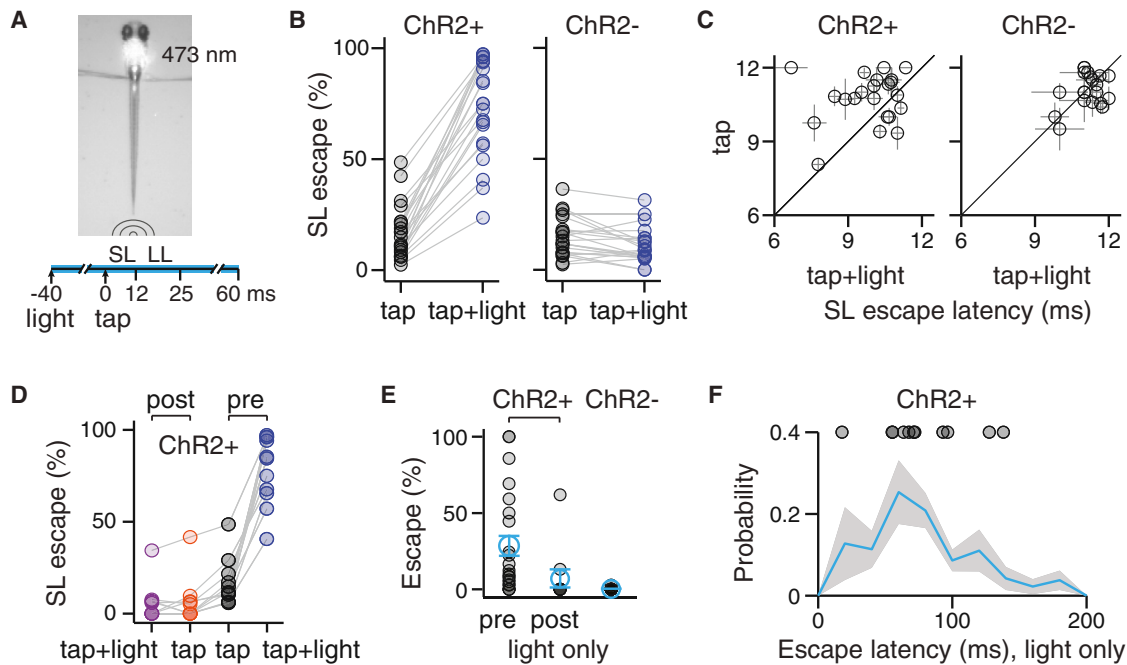 A
473 nm
SL LL
-40 0 12 25 60 ms
light tap
B
ChR2+ ChR2-
SL escape (%)
100
50
0
tap tap+light tap tap+light
C
ChR2+ ChR2-
tap
12
9
6
6 9 12 6 9 12
tap+light tap+light
SL escape latency (ms)
D
post pre
ChR2+
SL escape (%)
100
50
0
tap+light tap tap tap+light
E
ChR2+ ChR2-
Escape (%)
100
50
0
pre post
light only
F
ChR2+
Probability
0.4
0.2
0
0 100 200
Escape latency (ms), light only